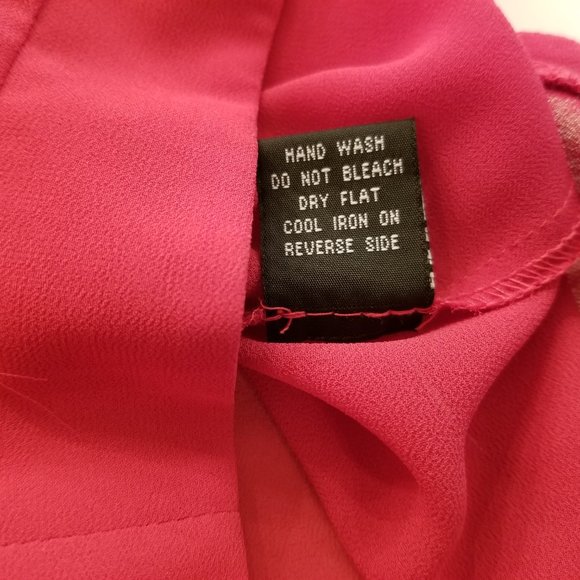 HAND WASH
DO NOT BLEACH
DRY FLAT
COOL IRON ON
REVERSE SIDE